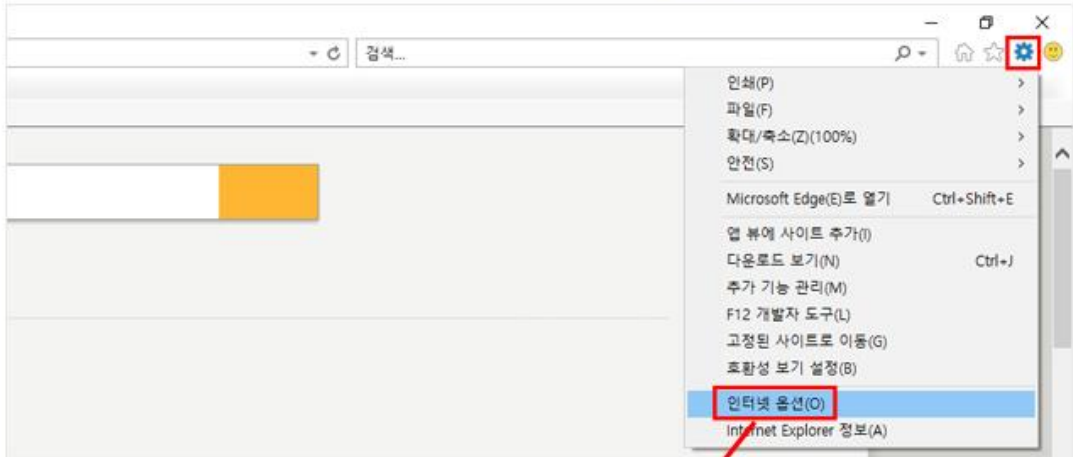 검색...
인쇄(P)
파일(F)
확대/축소(Z)(100%)
안전(S)
Microsoft Edge(E)로 열기 Ctrl+Shift+E
앱 뷰에 사이트 추가(I)
다운로드 보기(N) Ctrl+J
추가 기능 관리(M)
F12 개발자 도구(L)
고정된 사이트로 이동(G)
호환성 보기 설정(B)
인터넷 옵션(O)
Internet Explorer 정보(A)